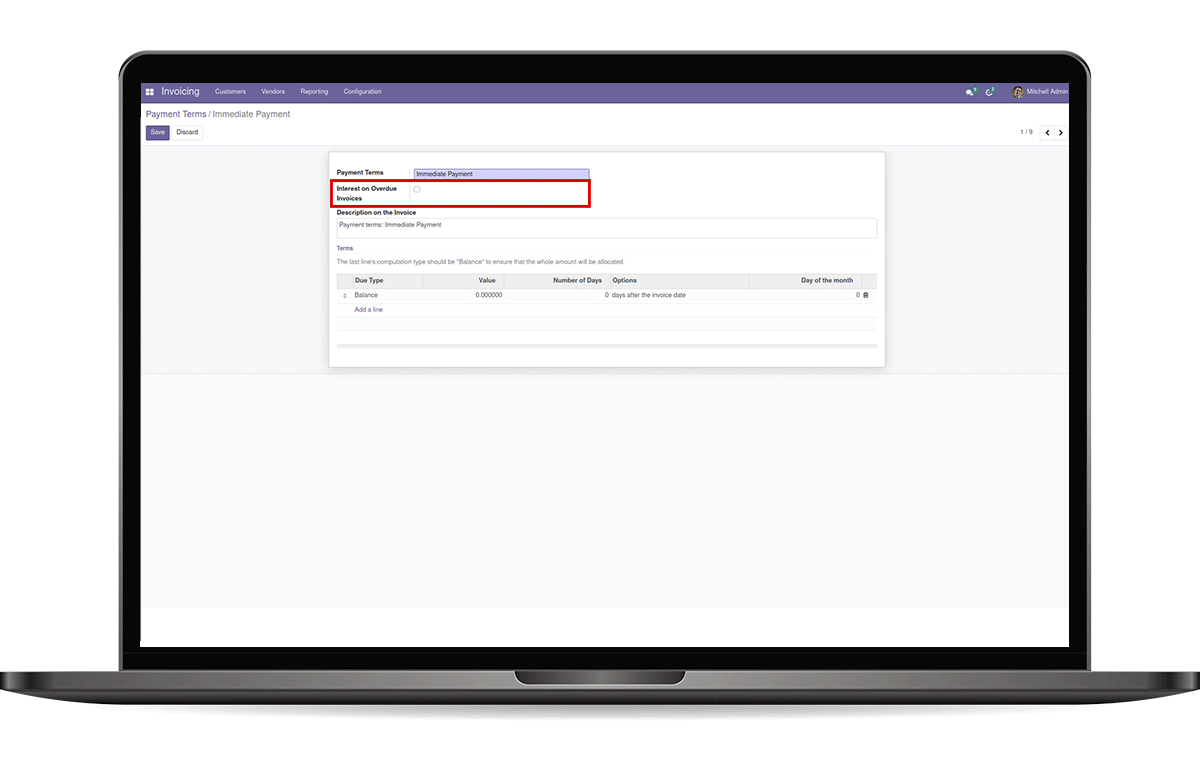 Invoicing Customers Vendors Reporting Configuration Mitchell Admin
Payment Terms / Immediate Payment
Save Discard 1 / 9
Payment Terms Immediate Payment
Interest on Overdue
Invoices
Description on the Invoice
Payment terms: Immediate Payment
Terms
The last line's computation type should be "Balance" to ensure that the whole amount will be allocated.
Due Type Value Number of Days Options Day of the month
Balance 0.000000 0 days after the invoice date 0
Add a line